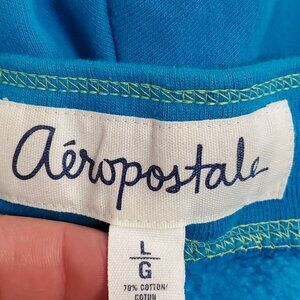 aéropostale
L
G
70% COTTON/
COTON